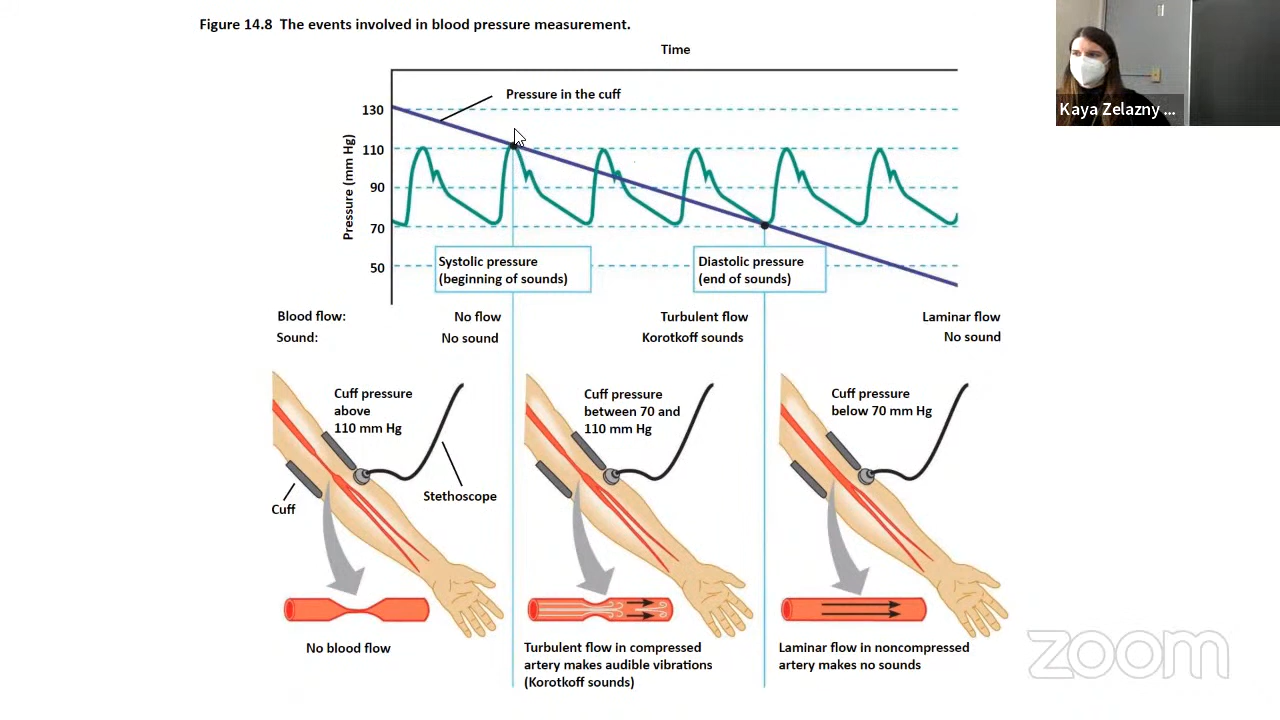 Figure 14.8 The events involved in blood pressure measurement.
Time
Pressure in the cuff
Pressure (mm Hg)
130
110
90
70
50
Systolic pressure
(beginning of sounds)
Diastolic pressure
(end of sounds)
Blood flow:
No flow
Turbulent flow
Laminar flow
Sound:
No sound
Korotkoff sounds
No sound
Cuff pressure
above
110 mm Hg
Cuff
Stethoscope
No blood flow
Cuff pressure
between 70 and
110 mm Hg
Turbulent flow in compressed
artery makes audible vibrations
(Korotkoff sounds)
Cuff pressure
below 70 mm Hg
Laminar flow in noncompressed
artery makes no sounds
Kaya Zelazny ...
zoom